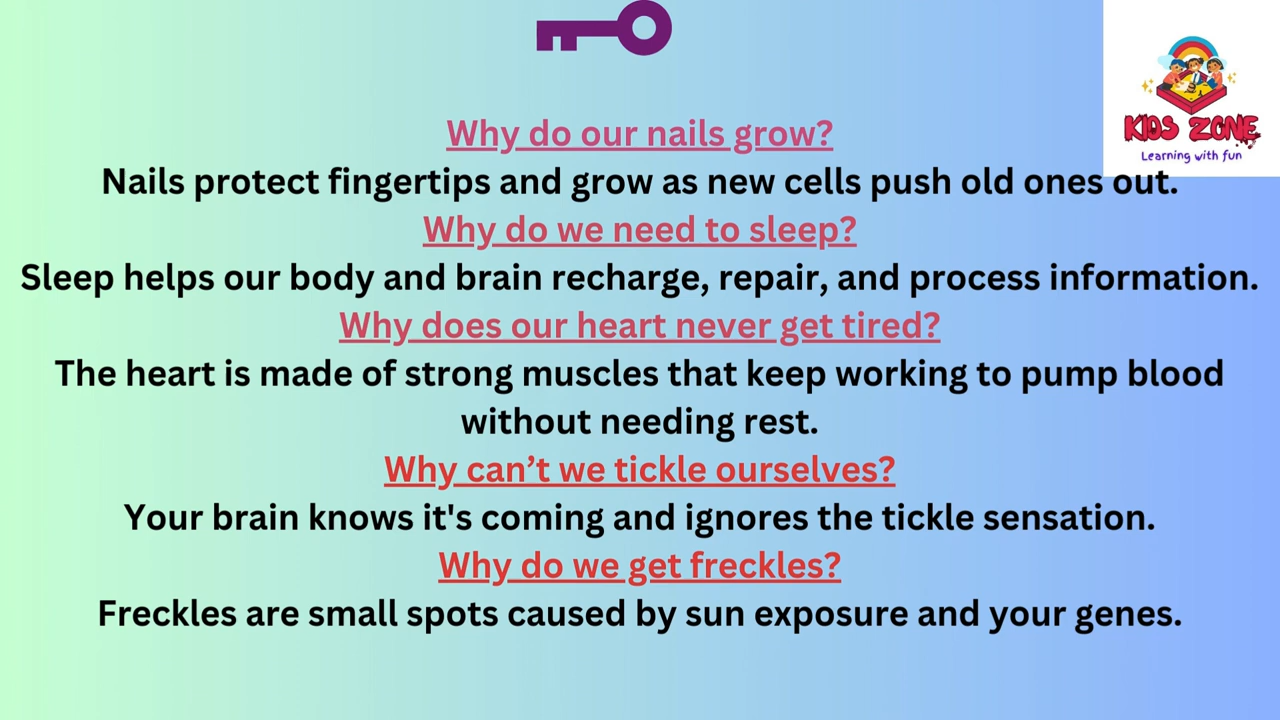 KIDS ZONE
Learning with fun
Why do our nails grow?
Nails protect fingertips and grow as new cells push old ones out.
Why do we need to sleep?
Sleep helps our body and brain recharge, repair, and process information.
Why does our heart never get tired?
The heart is made of strong muscles that keep working to pump blood
without needing rest.
Why can’t we tickle ourselves?
Your brain knows it's coming and ignores the tickle sensation.
Why do we get freckles?
Freckles are small spots caused by sun exposure and your genes.